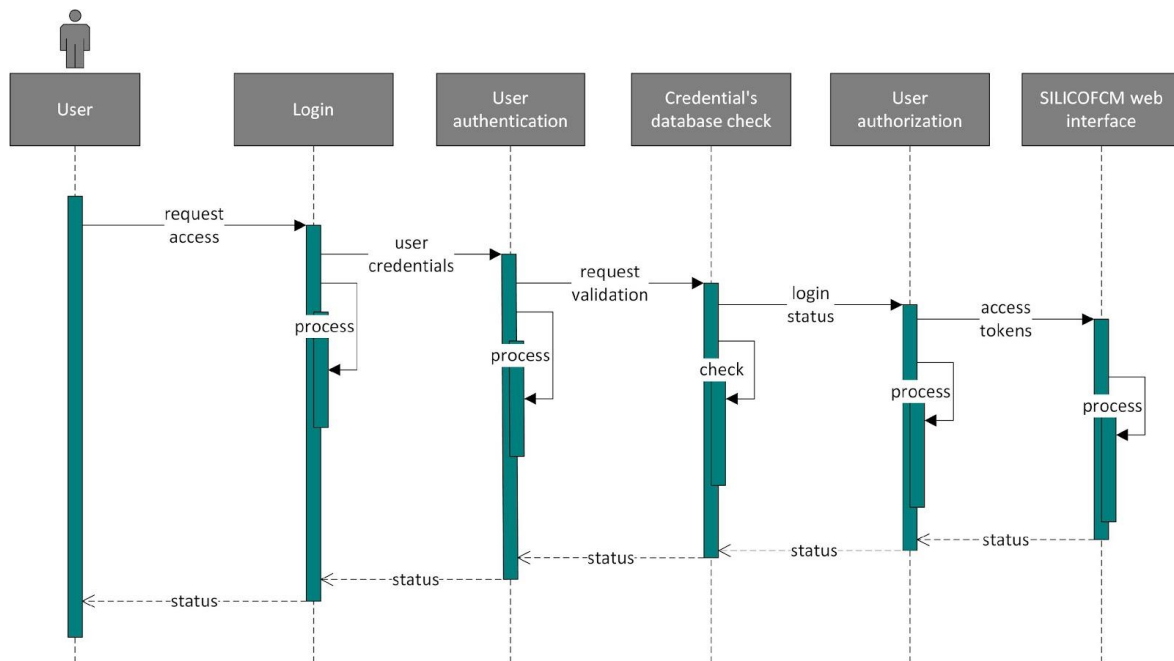 User
Login
User
authentication
Credential's
database check
User
authorization
SILICOFCM web
interface
request
access
user
credentials
request
validation
login
status
access
tokens
process
process
check
process
process
status
status
status
status
status